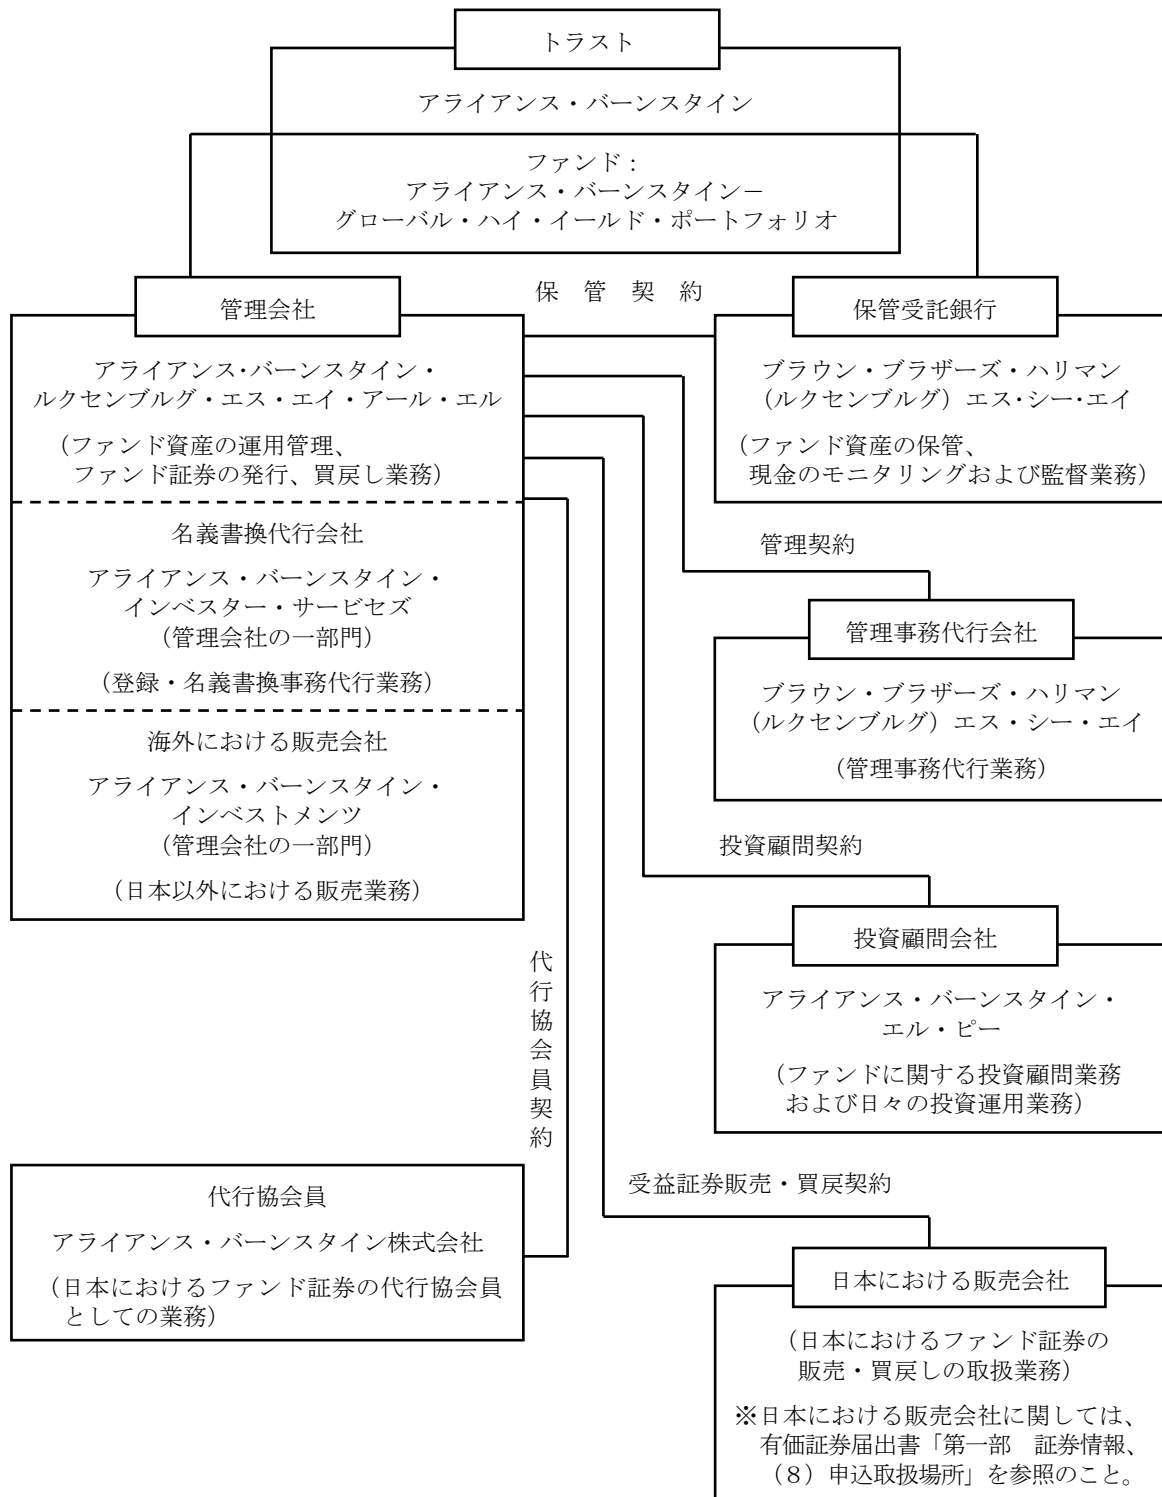 トラスト
アライアンス・バーンスタイン
ファンド：
アライアンス・バーンスタイン－
グローバル・ハイ・イールド・ポートフォリオ
管理会社
アライアンス・バーンスタイン・
ルクセンブルグ・エス・エイ・アール・エル
（ファンド資産の運用管理、
ファンド証券の発行、買戻し業務）
名義書換代行会社
アライアンス・バーンスタイン・
インベスター・サービセズ
（管理会社の一部門）
（登録・名義書換事務代行業務）
海外における販売会社
アライアンス・バーンスタイン・
インベストメンツ
（管理会社の一部門）
（日本以外における販売業務）
保管契約
保管受託銀行
ブラウン・ブラザーズ・ハリマン
（ルクセンブルグ）エス・シー・エイ
（ファンド資産の保管、
現金のモニタリングおよび監督業務）
管理契約
管理事務代行会社
ブラウン・ブラザーズ・ハリマン
（ルクセンブルグ）エス・シー・エイ
（管理事務代行業務）
投資顧問契約
投資顧問会社
アライアンス・バーンスタイン・
エル・ピー
（ファンドに関する投資顧問業務
および日々の投資運用業務）
代行協会員契約
代行協会員
アライアンス・バーンスタイン株式会社
（日本におけるファンド証券の代行協会員
としての業務）
受益証券販売・買戻契約
日本における販売会社
（日本におけるファンド証券の
販売・買戻しの取扱業務）
※日本における販売会社に関しては、
有価証券届出書「第一部　証券情報、
（８）申込取扱場所」を参照のこと。